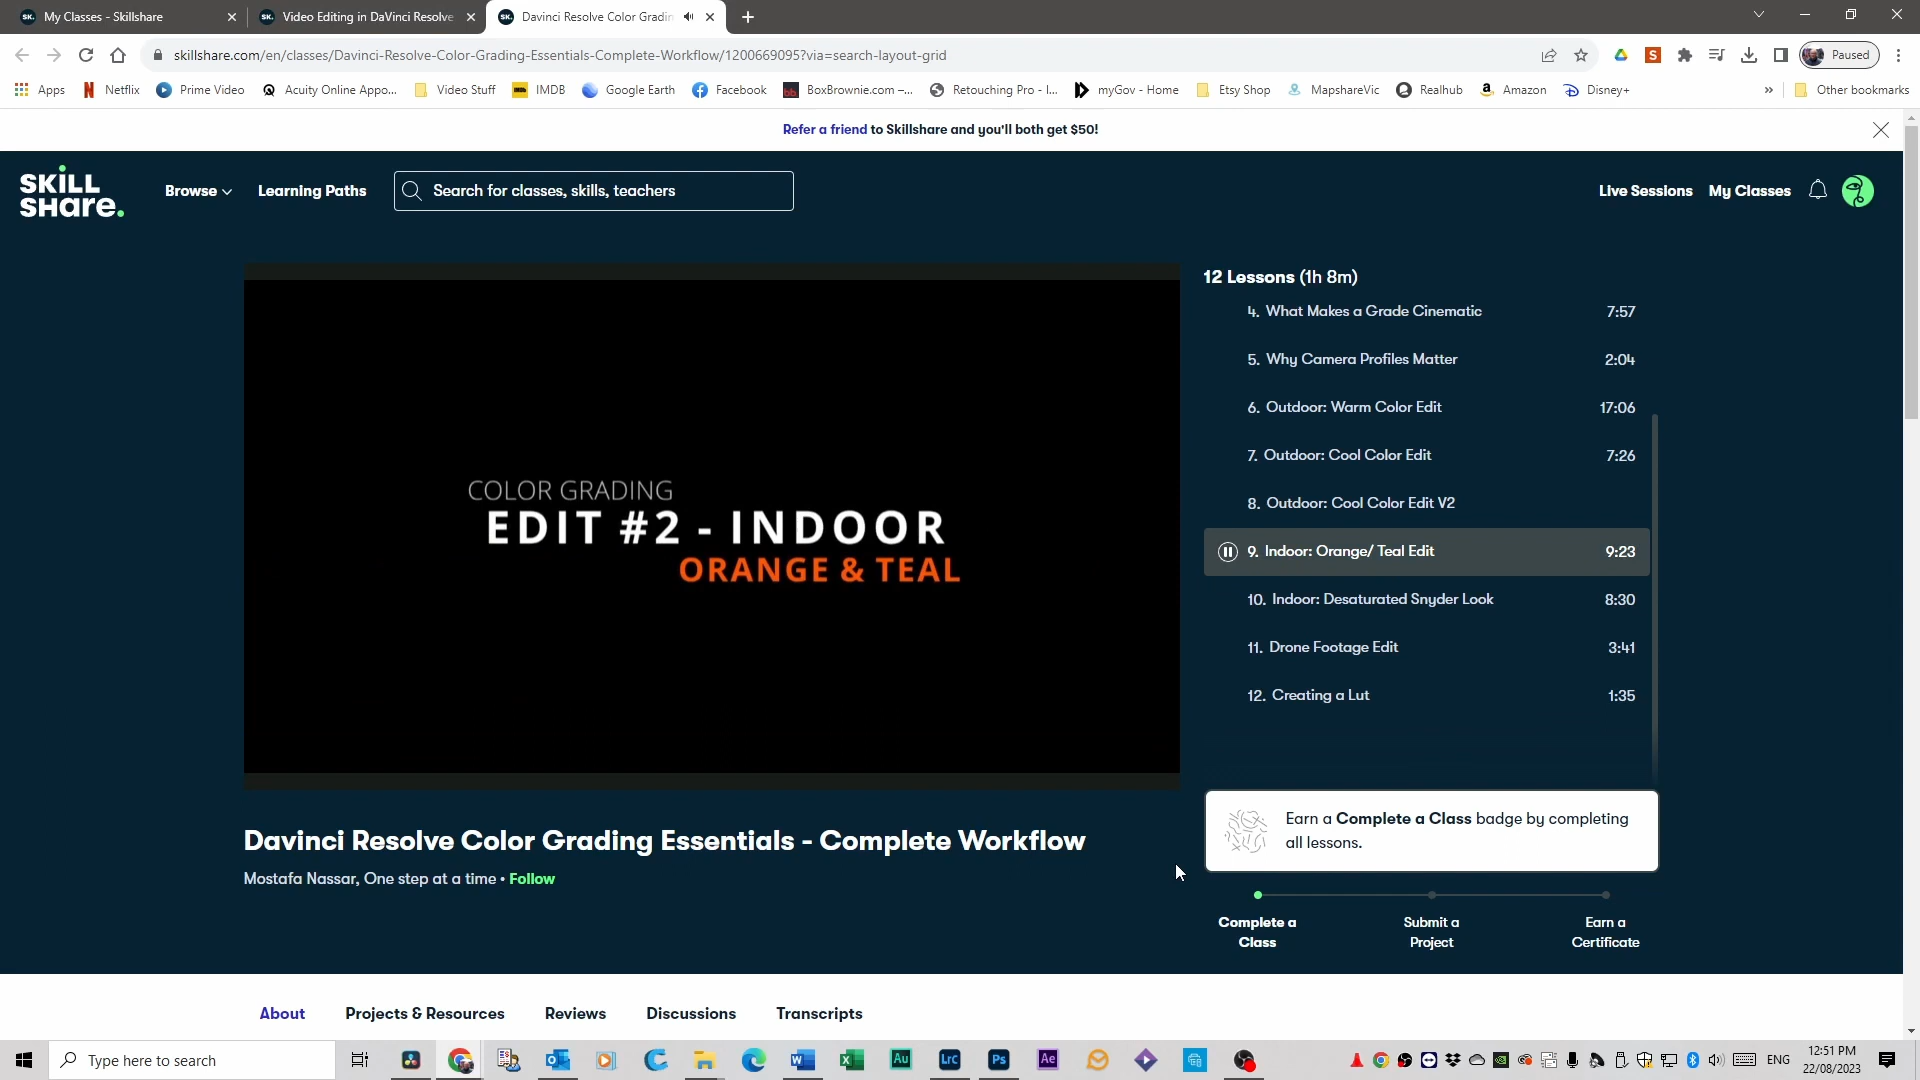 My Classes - Skillshare
Video Editing in DaVinci Resolve
Davinci Resolve Color Gradin
skillshare.com/en/classes/Davinci-Resolve-Color-Grading-Essentials-Complete-Workflow/1200669095?via=search-layout-grid
Paused
Apps
Netflix
Prime Video
Acuity Online Appo...
Video Stuff
IMDB
Google Earth
Facebook
BoxBrownie.com –...
Retouching Pro - I...
myGov - Home
Etsy Shop
MapshareVic
Realhub
Amazon
Disney+
»
Other bookmarks
Refer a friend to Skillshare and you'll both get $50!
SKILL
SHare.
Browse
Learning Paths
Search for classes, skills, teachers
Live Sessions
My Classes
COLOR GRADING
EDIT #2 - INDOOR
ORANGE & TEAL
12 Lessons (1h 8m)
4. What Makes a Grade Cinematic 7:57
5. Why Camera Profiles Matter 2:04
6. Outdoor: Warm Color Edit 17:06
7. Outdoor: Cool Color Edit 7:26
8. Outdoor: Cool Color Edit V2
9. Indoor: Orange/ Teal Edit 9:23
10. Indoor: Desaturated Snyder Look 8:30
11. Drone Footage Edit 3:41
12. Creating a Lut 1:35
Earn a Complete a Class badge by completing
all lessons.
Complete a
Class
Submit a
Project
Earn a
Certificate
Davinci Resolve Color Grading Essentials - Complete Workflow
Mostafa Nassar, One step at a time • Follow
About
Projects & Resources
Reviews
Discussions
Transcripts
Type here to search
ENG
12:51 PM
22/08/2023